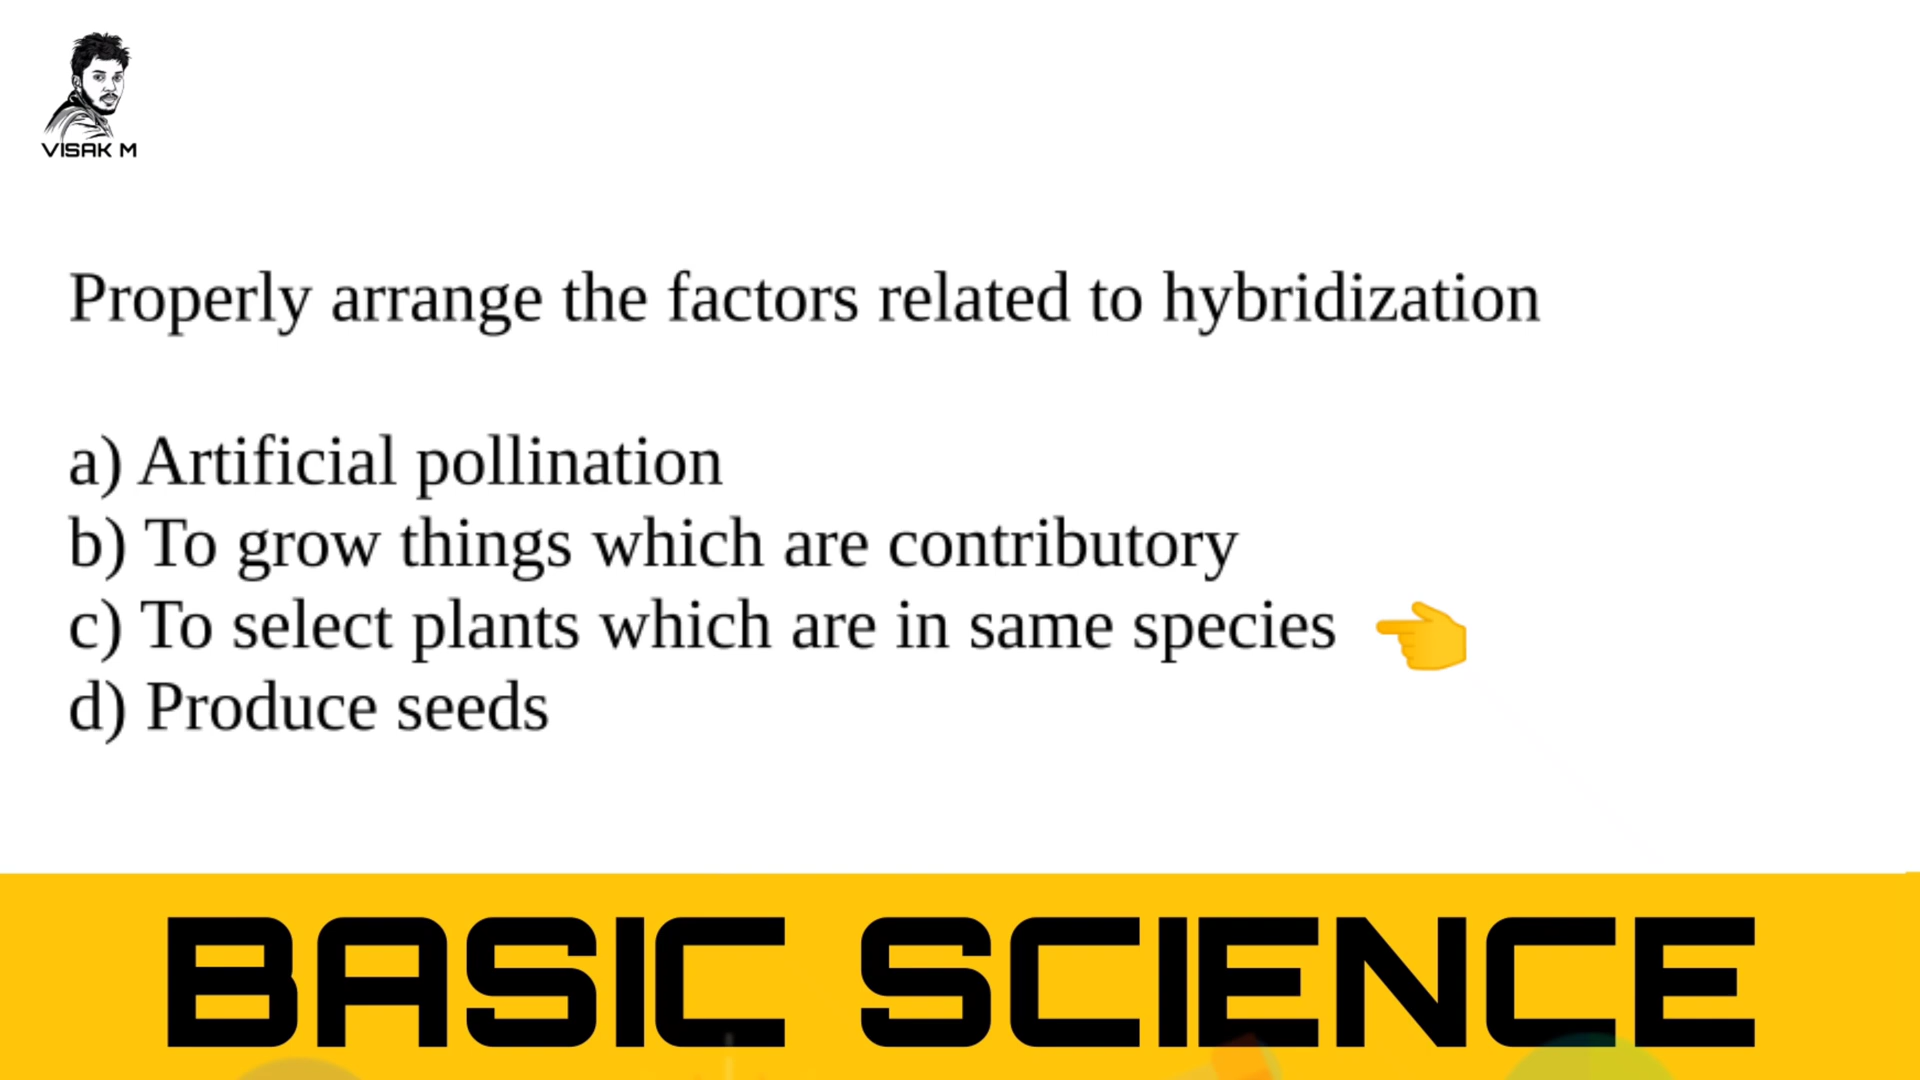 VISAK M
Properly arrange the factors related to hybridization
a) Artificial pollination
b) To grow things which are contributory
c) To select plants which are in same species
d) Produce seeds
BASIC SCIENCE